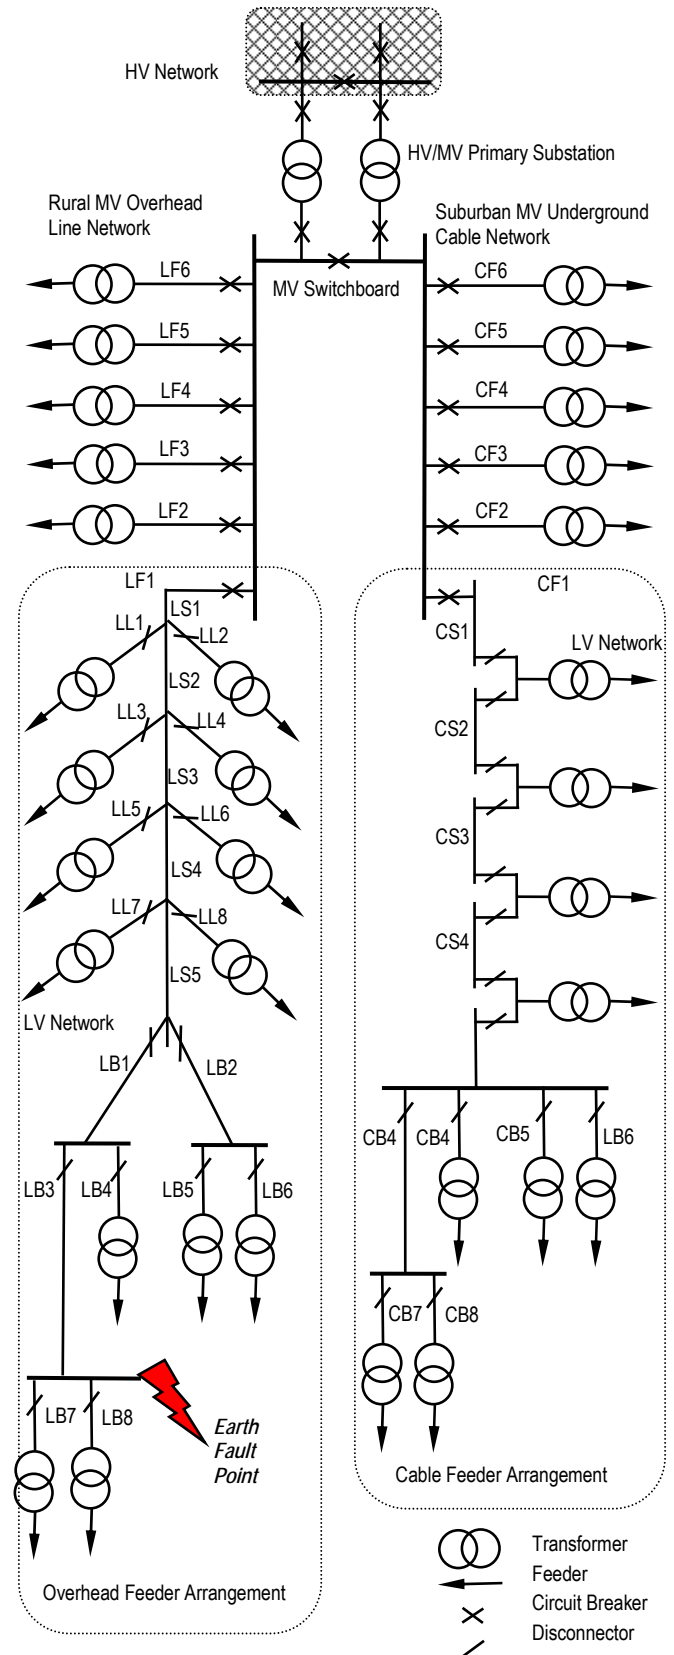 HV Network
HV/MV Primary Substation
Rural MV Overhead
Line Network
Suburban MV Underground
Cable Network
MV Switchboard
LF6
CF6
LF5
CF5
LF4
CF4
LF3
CF3
LF2
CF2
LF1
CF1
LS1
LL1
LL2
LS2
LL3
LL4
LS3
LL5
LL6
LS4
LL7
LL8
LS5
LV Network
LB1
LB2
LB3
LB4
LB5
LB6
LB7
LB8
Earth
Fault
Point
Overhead Feeder Arrangement
CS1
LV Network
CS2
CS3
CS4
CB4
CB4
CB5
LB6
CB7
CB8
Cable Feeder Arrangement
Transformer
Feeder
Circuit Breaker
Disconnector